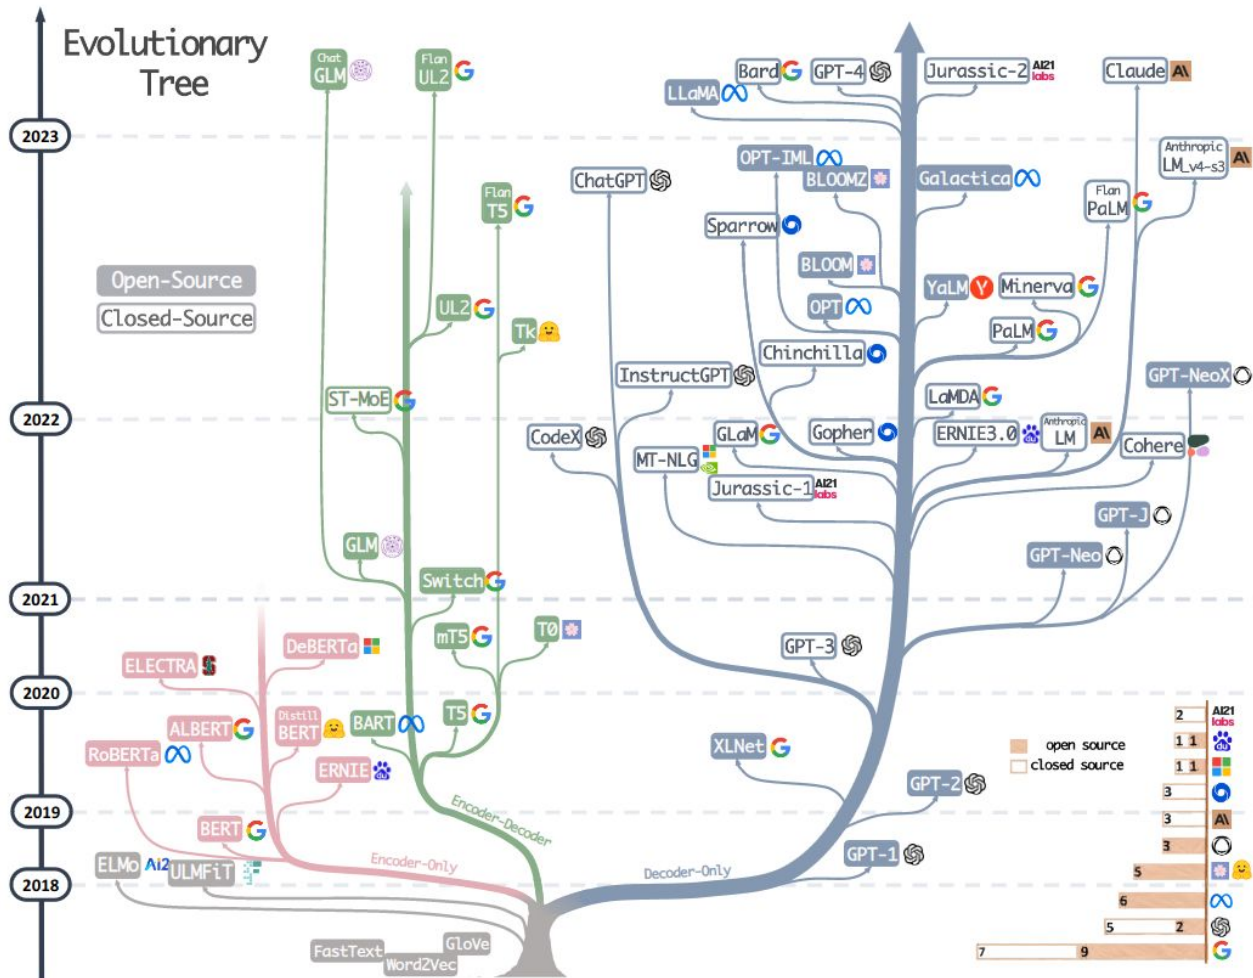 Evolutionary
Tree
2023
2022
2021
2020
2019
2018
Open-Source
Closed-Source
Chat
GLM
Flan
UL2
Flan
T5
UL2
Tk
ST-MoE
GLM
Switch
mT5
T0
BART
T5
Encoder-Decoder
DeBERTa
ELECTRA
ALBERT
Distill
BERT
RoBERTa
ERNIE
BERT
Encoder-Only
ELMo
Ai2
ULMFiT
FastText
Word2Vec
GloVe
Bard
GPT-4
Jurassic-2
AI21
labs
Claude
A\
LLaMA
OPT-IML
BLOOMZ
Galactica
Anthropic
LM_v4-s3
A\
ChatGPT
Flan
PaLM
Sparrow
BLOOM
YaLM
Y
Minerva
OPT
PaLM
Chinchilla
InstructGPT
GPT-NeoX
LaMDA
CodeX
GLaM
Gopher
ERNIE3.0
du
Anthropic
LM
A\
Cohere
MT-NLG
Jurassic-1
AI21
labs
GPT-J
GPT-Neo
GPT-3
XLNet
GPT-2
GPT-1
Decoder-Only
open source
closed source
2 AI21
labs
1 1 du
1 1
3
3 A\
3
5
6
5 2
7 9